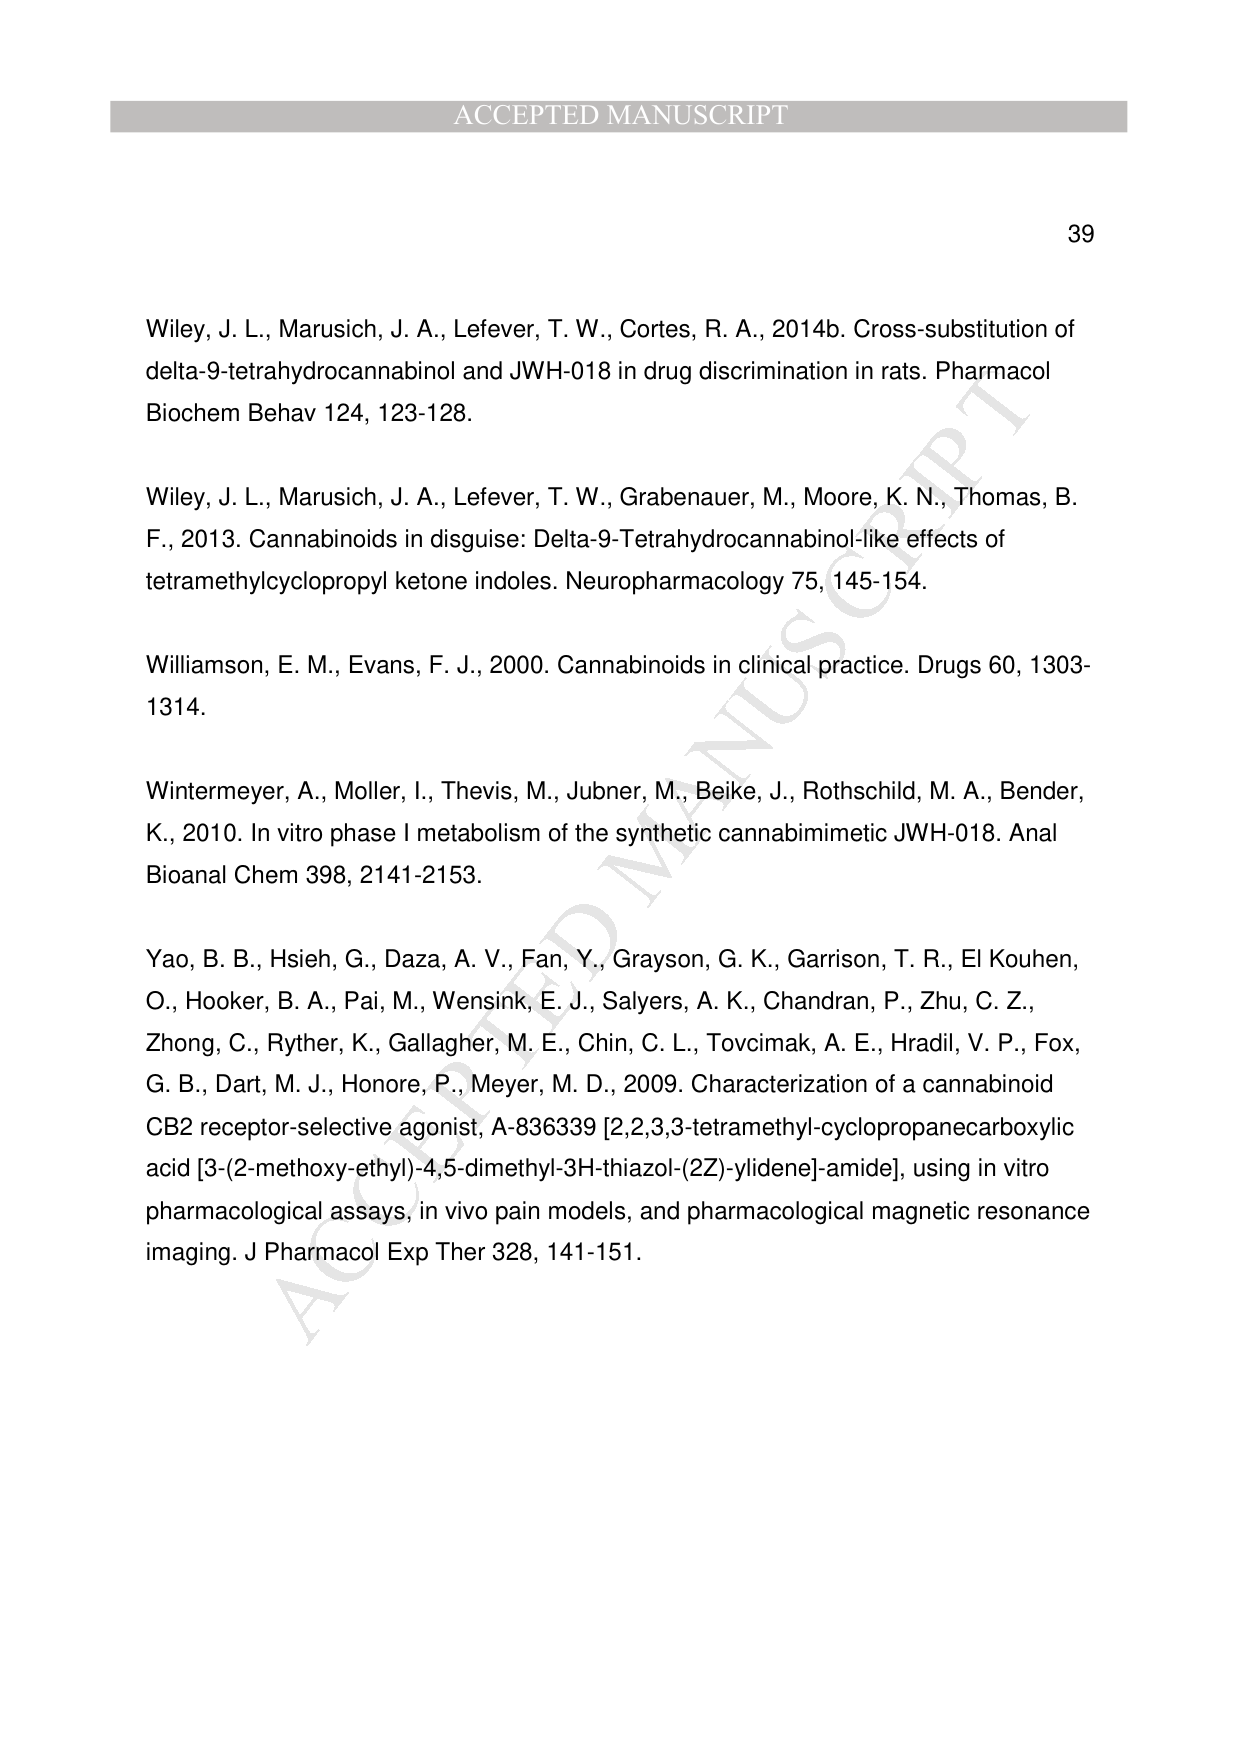 ACCEPTED MANUSCRIPT
39
Wiley, J. L., Marusich, J. A., Lefever, T. W., Cortes, R. A., 2014b. Cross-substitution of
delta-9-tetrahydrocannabinol and JWH-018 in drug discrimination in rats. Pharmacol
Biochem Behav 124, 123-128.
Wiley, J. L., Marusich, J. A., Lefever, T. W., Grabenauer, M., Moore, K. N., Thomas, B.
F., 2013. Cannabinoids in disguise: Delta-9-Tetrahydrocannabinol-like effects of
tetramethylcyclopropyl ketone indoles. Neuropharmacology 75, 145-154.
Williamson, E. M., Evans, F. J., 2000. Cannabinoids in clinical practice. Drugs 60, 1303-
1314.
Wintermeyer, A., Moller, I., Thevis, M., Jubner, M., Beike, J., Rothschild, M. A., Bender,
K., 2010. In vitro phase I metabolism of the synthetic cannabimimetic JWH-018. Anal
Bioanal Chem 398, 2141-2153.
Yao, B. B., Hsieh, G., Daza, A. V., Fan, Y., Grayson, G. K., Garrison, T. R., El Kouhen,
O., Hooker, B. A., Pai, M., Wensink, E. J., Salyers, A. K., Chandran, P., Zhu, C. Z.,
Zhong, C., Ryther, K., Gallagher, M. E., Chin, C. L., Tovcimak, A. E., Hradil, V. P., Fox,
G. B., Dart, M. J., Honore, P., Meyer, M. D., 2009. Characterization of a cannabinoid
CB2 receptor-selective agonist, A-836339 [2,2,3,3-tetramethyl-cyclopropanecarboxylic
acid [3-(2-methoxy-ethyl)-4,5-dimethyl-3H-thiazol-(2Z)-ylidene]-amide], using in vitro
pharmacological assays, in vivo pain models, and pharmacological magnetic resonance
imaging. J Pharmacol Exp Ther 328, 141-151.
ACCEPTED MANUSCRIPT